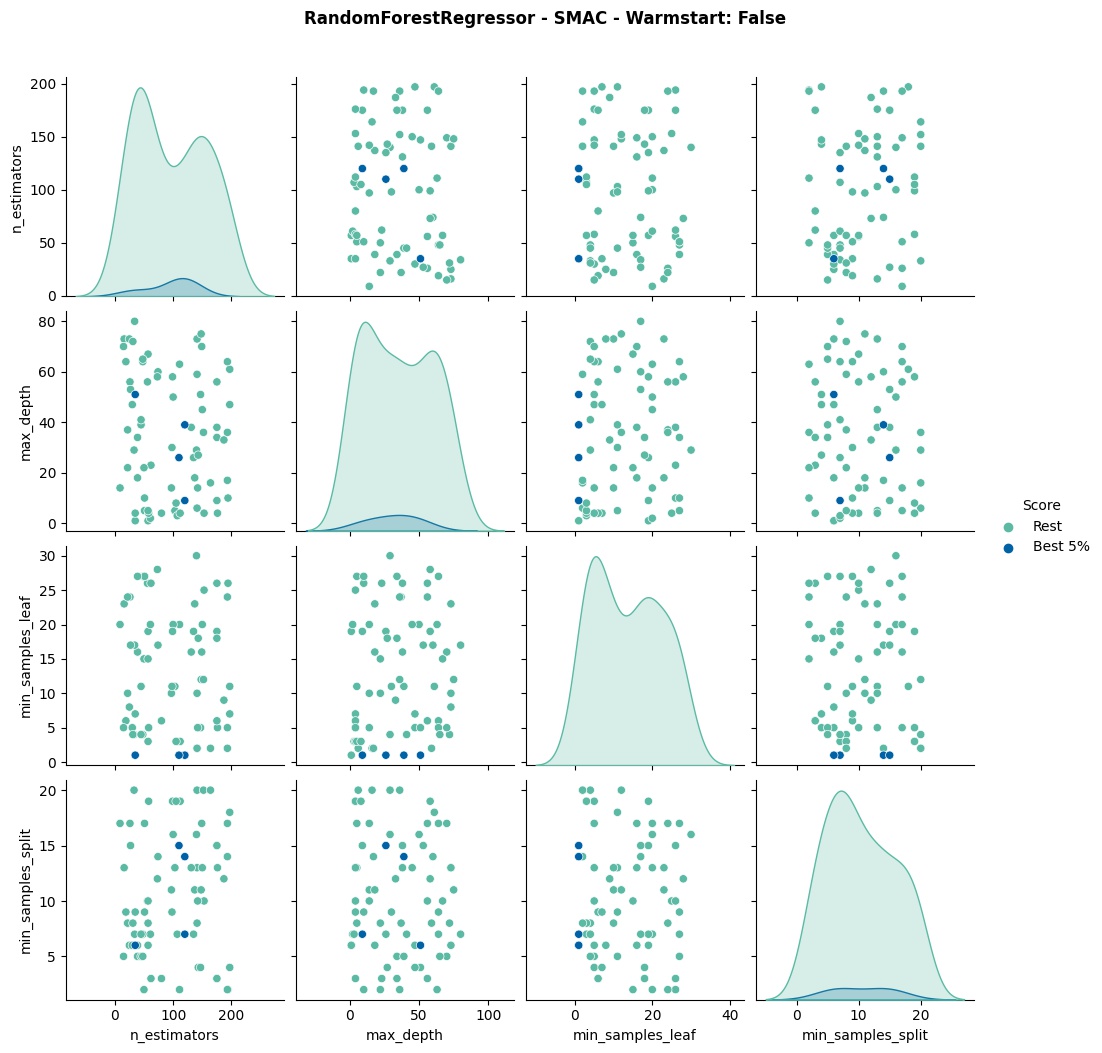 RandomForestRegressor - SMAC - Warmstart: False
200
150
100
50
0
n_estimators
80
60
40
20
0
max_depth
30
25
20
15
10
5
0
min_samples_leaf
20
15
10
5
min_samples_split
0 100 200
n_estimators
0 50 100
max_depth
0 20 40
min_samples_leaf
0 10 20
min_samples_split
Score
Rest
Best 5%